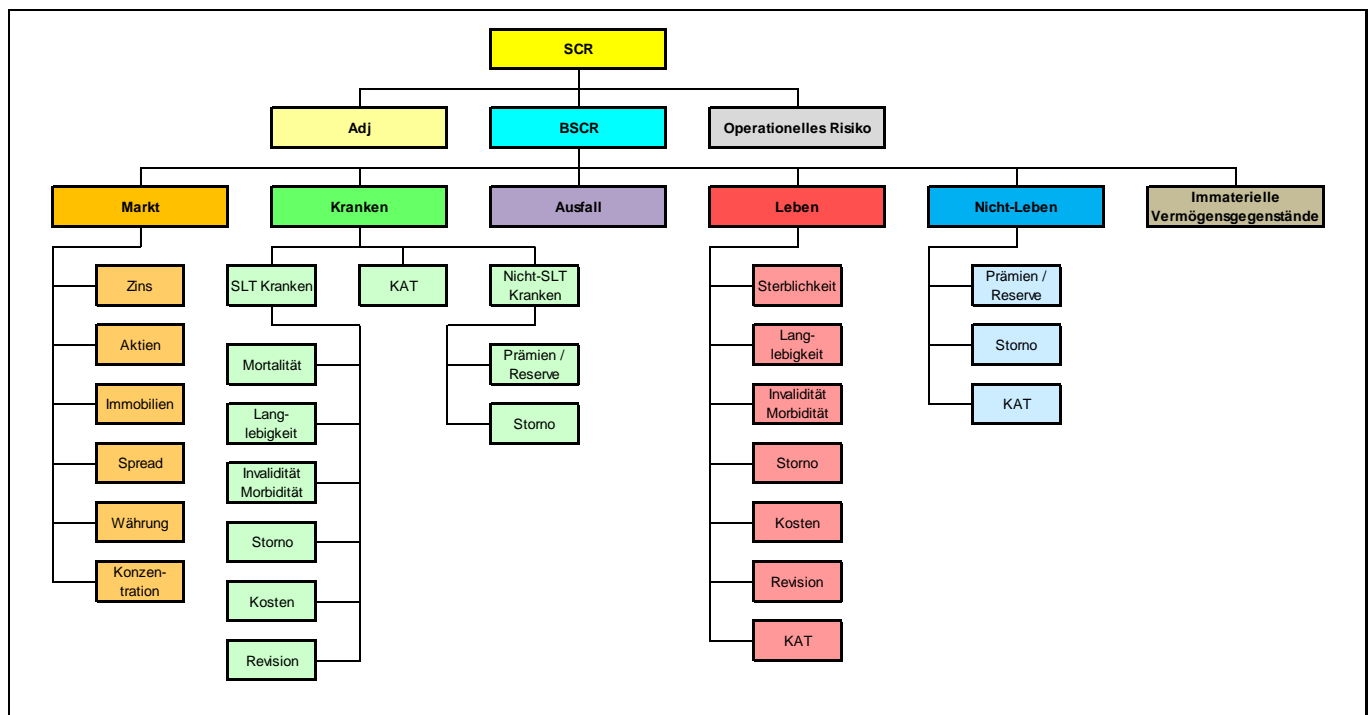 SCR
Adj
BSCR
Operationelles Risiko
Markt
Kranken
Ausfall
Leben
Nicht-Leben
Immaterielle
Vermögensgegenstände
Zins
Aktien
Immobilien
Spread
Währung
Konzen-
tration
SLT Kranken
KAT
Nicht-SLT
Kranken
Mortalität
Lang-
lebigkeit
Invalidität
Morbidität
Storno
Kosten
Revision
Prämien /
Reserve
Storno
Sterblichkeit
Lang-
lebigkeit
Invalidität
Morbidität
Storno
Kosten
Revision
KAT
Prämien /
Reserve
Storno
KAT